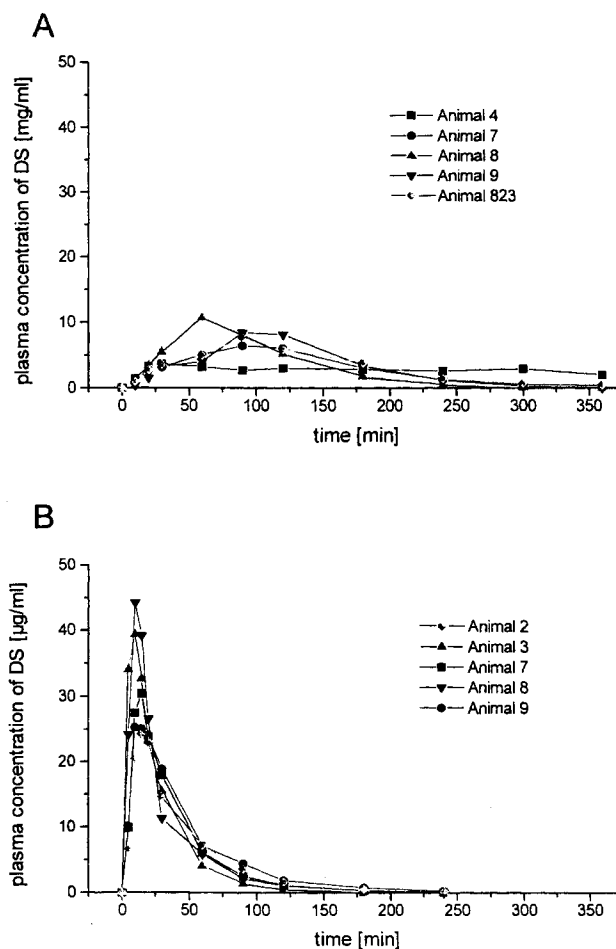 A
plasma concentration of DS [mg/ml]
50
40
30
20
10
0
Animal 4
Animal 7
Animal 8
Animal 9
Animal 823
0 50 100 150 200 250 300 350
time [min]
B
plasma concentration of DS [µg/ml]
50
40
30
20
10
0
Animal 2
Animal 3
Animal 7
Animal 8
Animal 9
0 50 100 150 200 250 300 350
time [min]